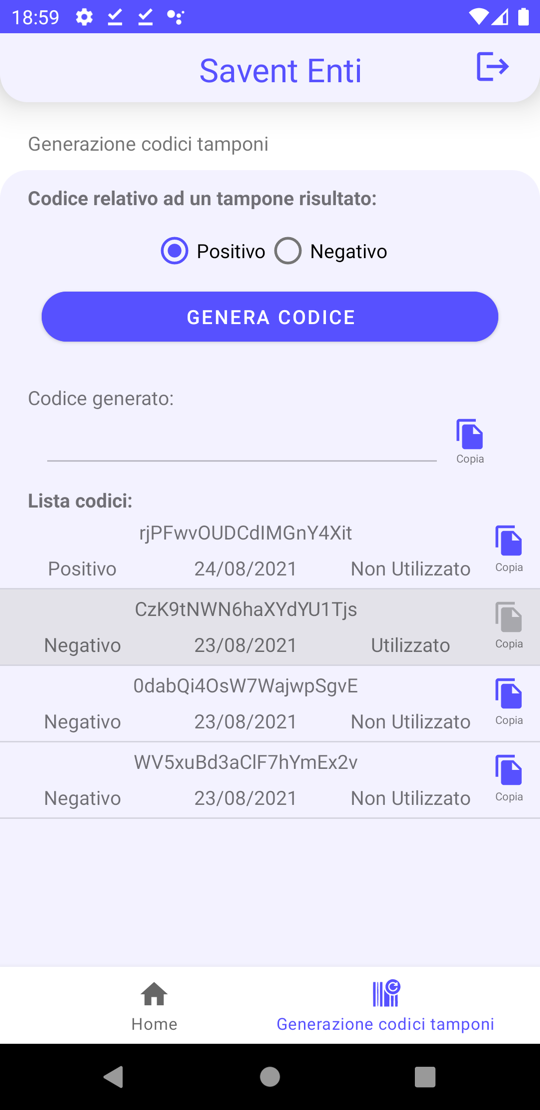 18:59
Savent Enti
Generazione codici tamponi
Codice relativo ad un tampone risultato:
Positivo Negativo
GENERA CODICE
Codice generato:
Copia
Lista codici:
rjPFwvOUDCdIMGnY4Xit
Positivo 24/08/2021 Non Utilizzato Copia
CzK9tNWN6haXYdYU1Tjs
Negativo 23/08/2021 Utilizzato Copia
0dabQi4OsW7WajwpSgvE
Negativo 23/08/2021 Non Utilizzato Copia
WV5xuBd3aClF7hYmEx2v
Negativo 23/08/2021 Non Utilizzato Copia
Home Generazione codici tamponi